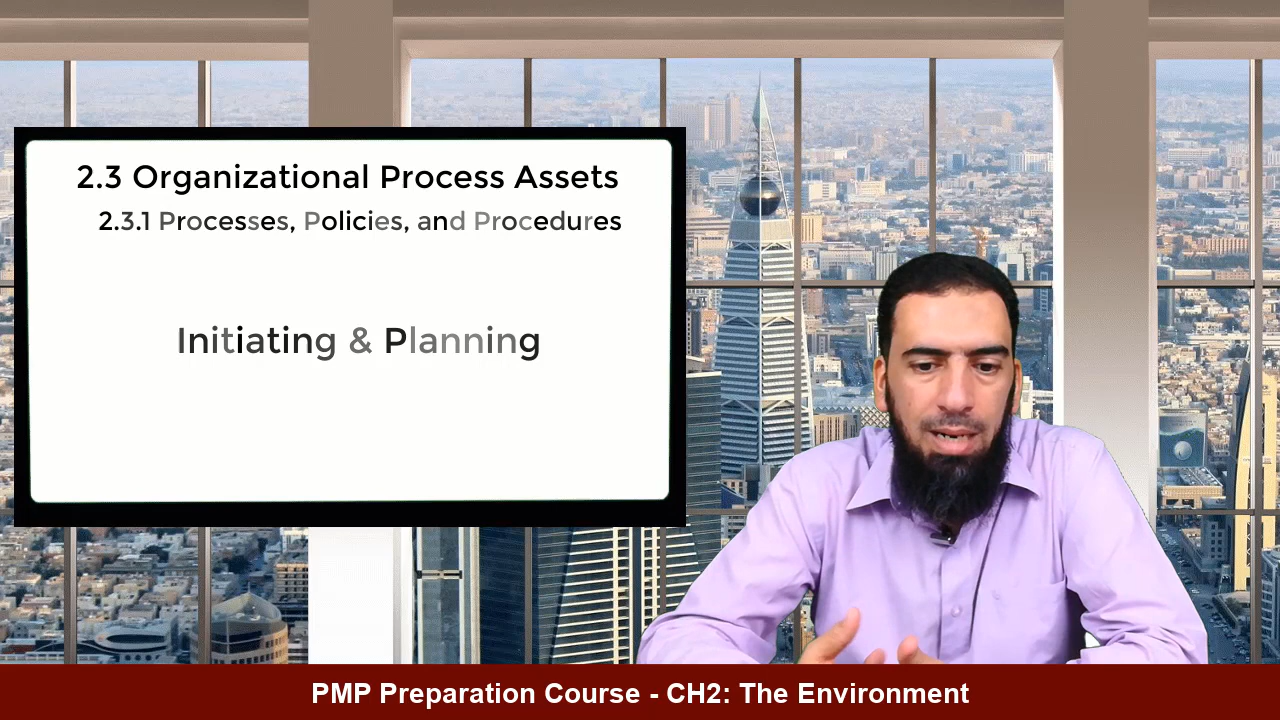 2.3 Organizational Process Assets
2.3.1 Processes, Policies, and Procedures
Initiating & Planning
PMP Preparation Course - CH2: The Environment